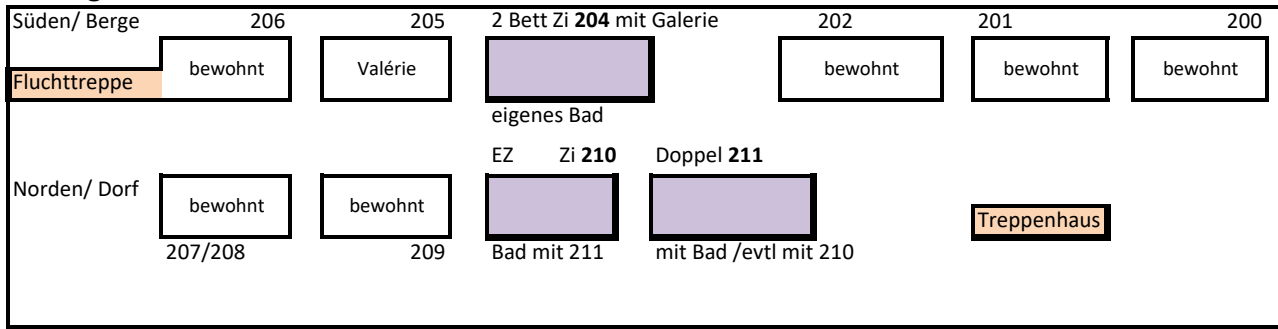 Süden/ Berge 206 205 2 Bett Zi 204 mit Galerie 202 201 200
bewohnt Valérie bewohnt bewohnt bewohnt
Fluchttreppe
eigenes Bad
EZ Zi 210 Doppel 211
Norden/ Dorf
bewohnt bewohnt
Treppenhaus
207/208 209 Bad mit 211 mit Bad /evtl mit 210